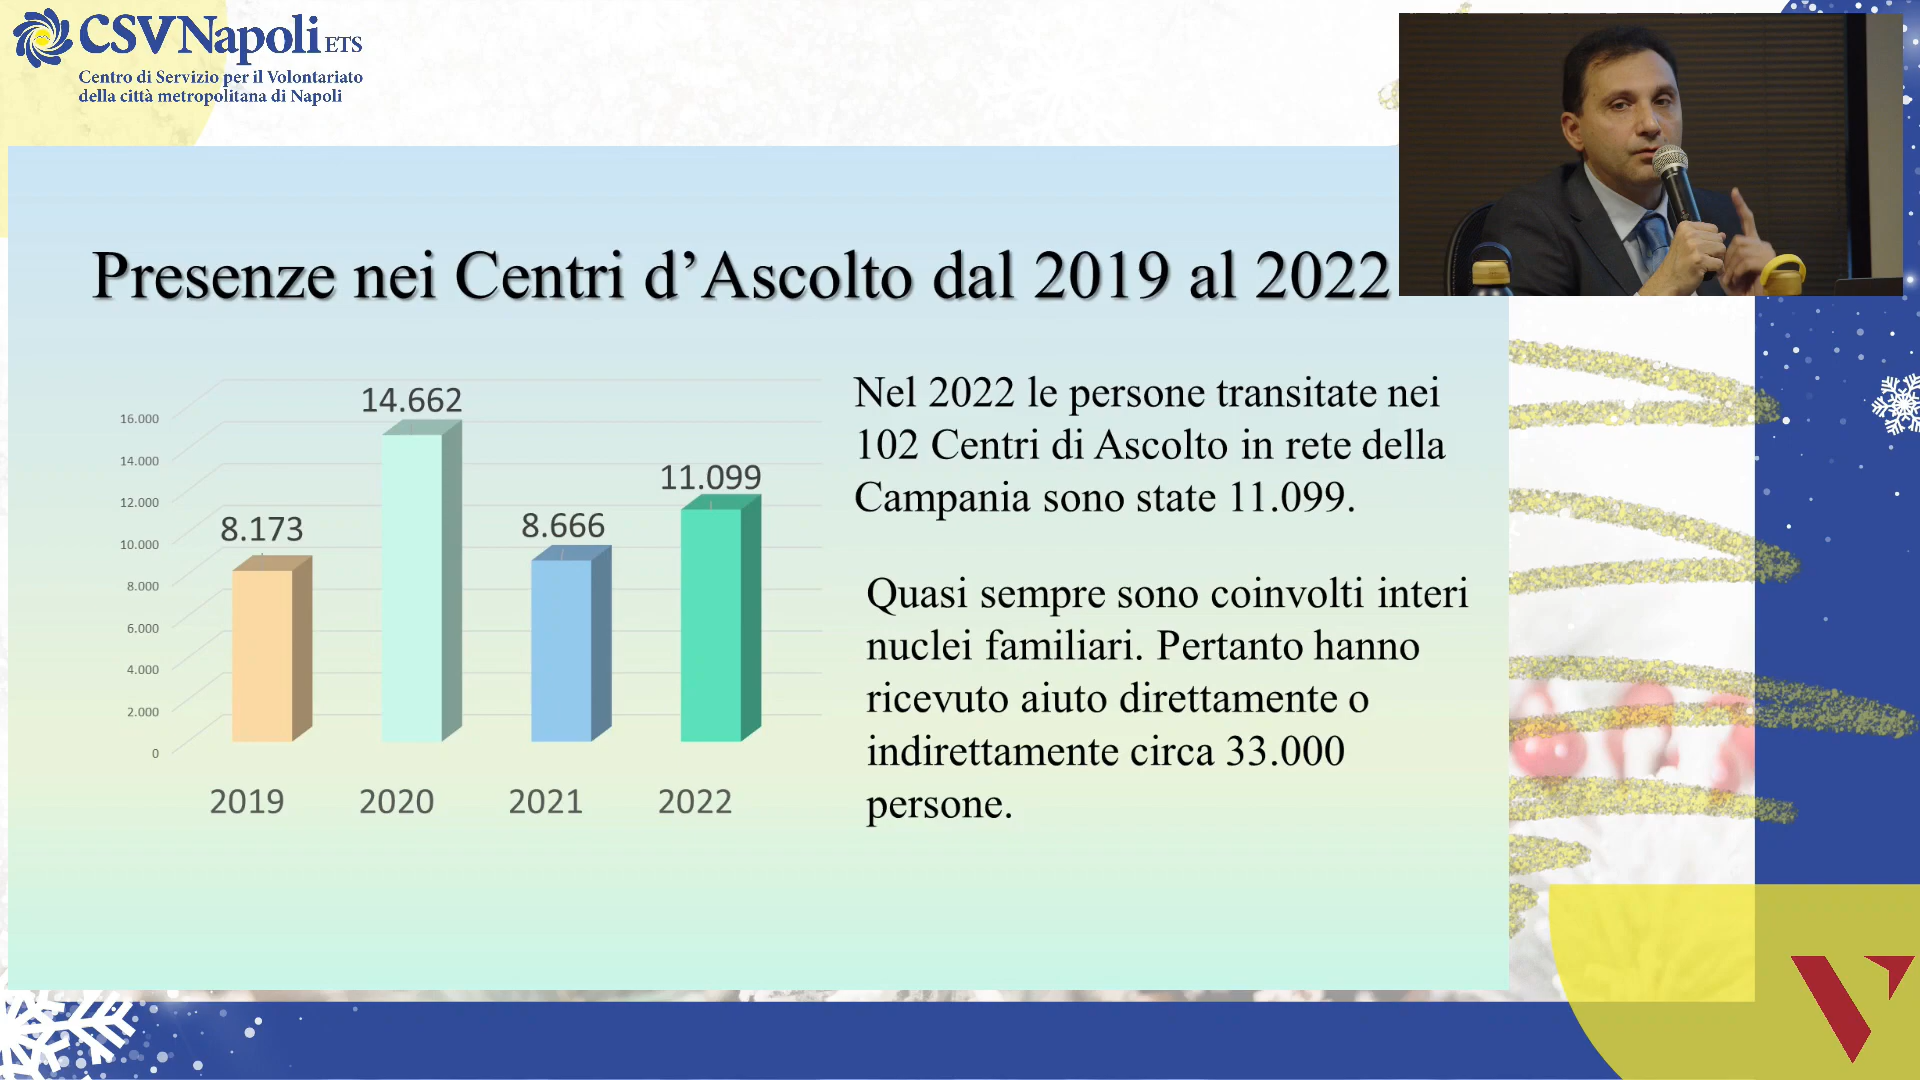 CSVNapoli ETS
Centro di Servizio per il Volontariato
della città metropolitana di Napoli
Presenze nei Centri d’Ascolto dal 2019 al 2022
16.000
14.000
12.000
10.000
8.000
6.000
4.000
2.000
0
8.173
14.662
8.666
11.099
2019
2020
2021
2022
Nel 2022 le persone transitate nei
102 Centri di Ascolto in rete della
Campania sono state 11.099.
Quasi sempre sono coinvolti interi
nuclei familiari. Pertanto hanno
ricevuto aiuto direttamente o
indirettamente circa 33.000
persone.